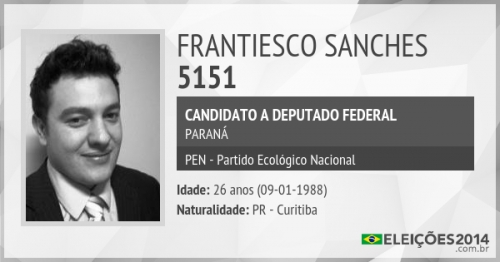 FRANTIESCO SANCHES
5151
CANDIDATO A DEPUTADO FEDERAL
PARANÁ
PEN - Partido Ecológico Nacional
Idade: 26 anos (09-01-1988)
Naturalidade: PR - Curitiba
ELEIÇÕES2014
.com.br